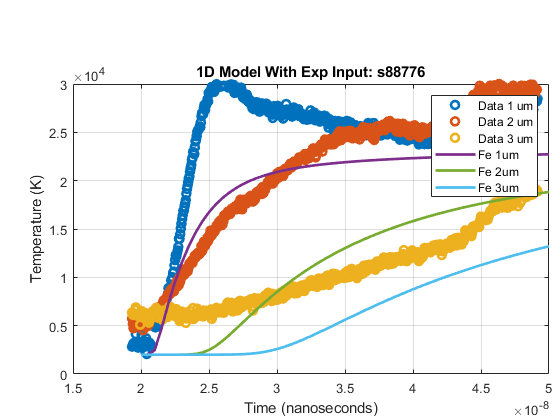 1D Model With Exp Input: s88776
×10⁴
3
2.5
2
1.5
1
0.5
0
Temperature (K)
Data 1 um
Data 2 um
Data 3 um
Fe 1um
Fe 2um
Fe 3um
1.5 2 2.5 3 3.5 4 4.5 5
Time (nanoseconds)
×10⁻⁸